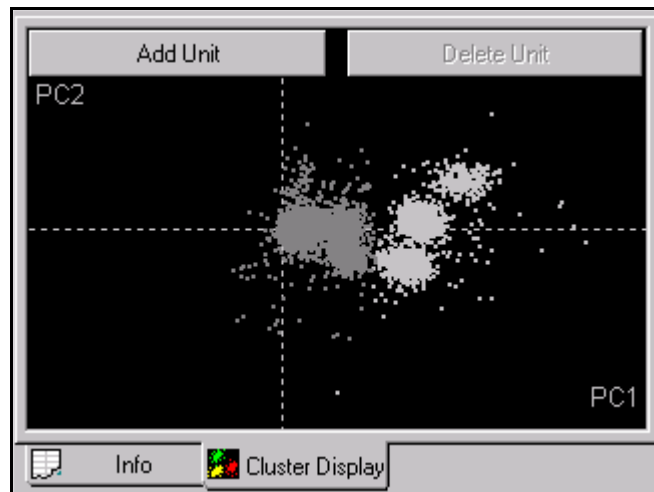 Add Unit
Delete Unit
PC2
PC1
Info
Cluster Display